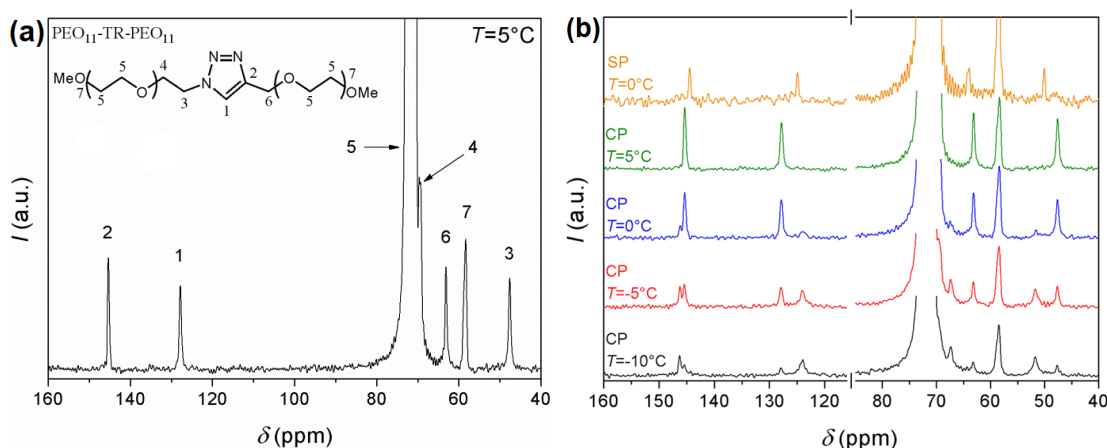 (a)
PEO₁₁-TR-PEO₁₁
T=5°C
N=N
N
N
O
O
MeO
OMe
7
5
5
4
3
1
2
6
5
5
7
5
4
2
1
6
7
3
I (a.u.)
160 140 120 100 80 60 40
δ (ppm)
(b)
SP
T=0°C
CP
T=5°C
CP
T=0°C
CP
T=-5°C
CP
T=-10°C
I (a.u.)
160 150 140 130 120 80 70 60 50 40
δ (ppm)